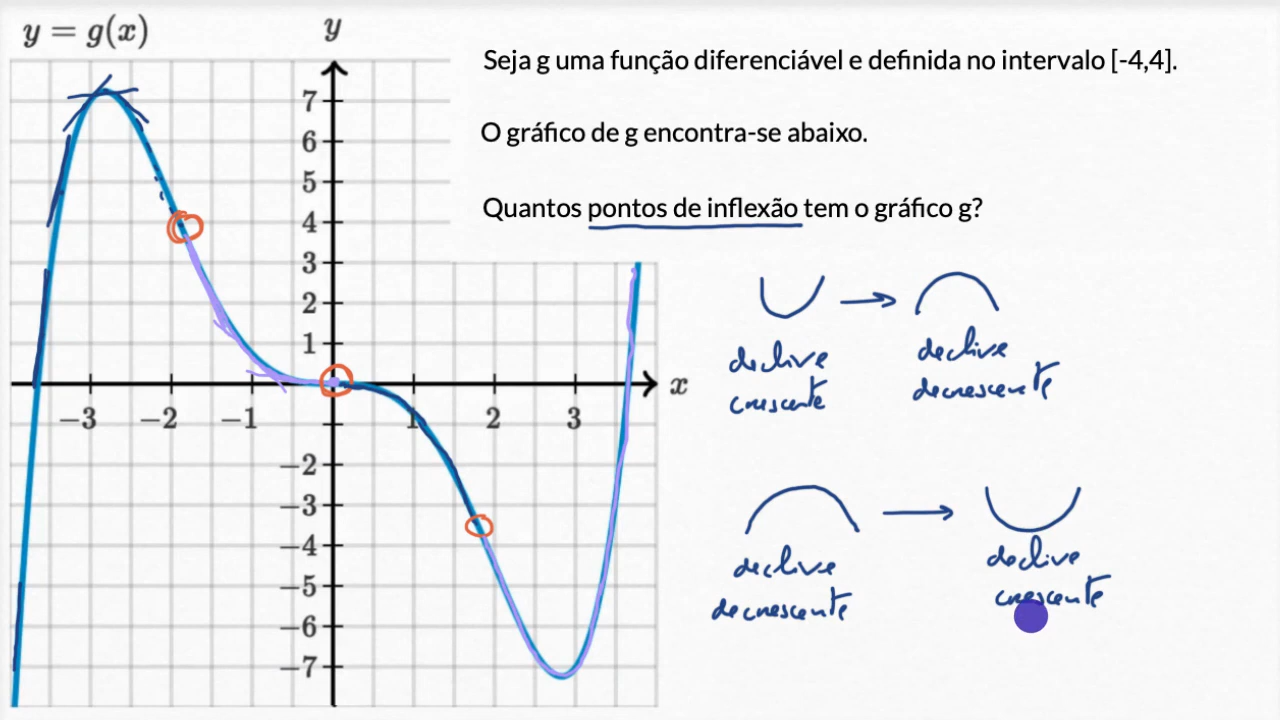 y = g(x)
y
Seja g uma função diferenciável e definida no intervalo [-4,4].
O gráfico de g encontra-se abaixo.
Quantos pontos de inflexão tem o gráfico g?
7
6
5
4
3
2
1
x
−3 −2 −1 1 2 3
−2
−3
−4
−5
−6
−7
declive
crescente
declive
decrescente
declive
decrescente
declive
crescente